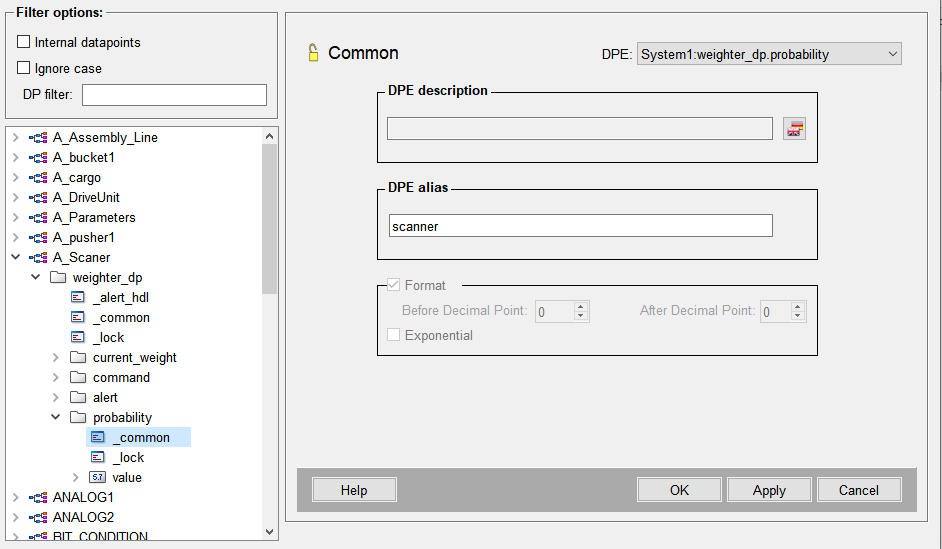 Filter options:
Internal datapoints
Ignore case
DP filter:
A_Assembly_Line
A_bucket1
A_cargo
A_DriveUnit
A_Parameters
A_pusher1
A_Scaner
weighter_dp
_alert_hdl
_common
_lock
current_weight
command
alert
probability
_common
_lock
5.7 value
ANALOG1
ANALOG2
BIT_CONDITION
Common
DPE: System1:weighter_dp.probability
DPE description
DPE alias
scanner
Format
Before Decimal Point: 0 After Decimal Point: 0
Exponential
Help OK Apply Cancel